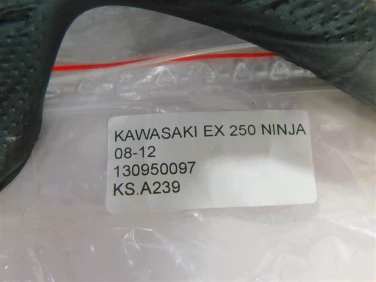 KAWASAKI EX 250 NINJA
08-12
130950097
KS.A239